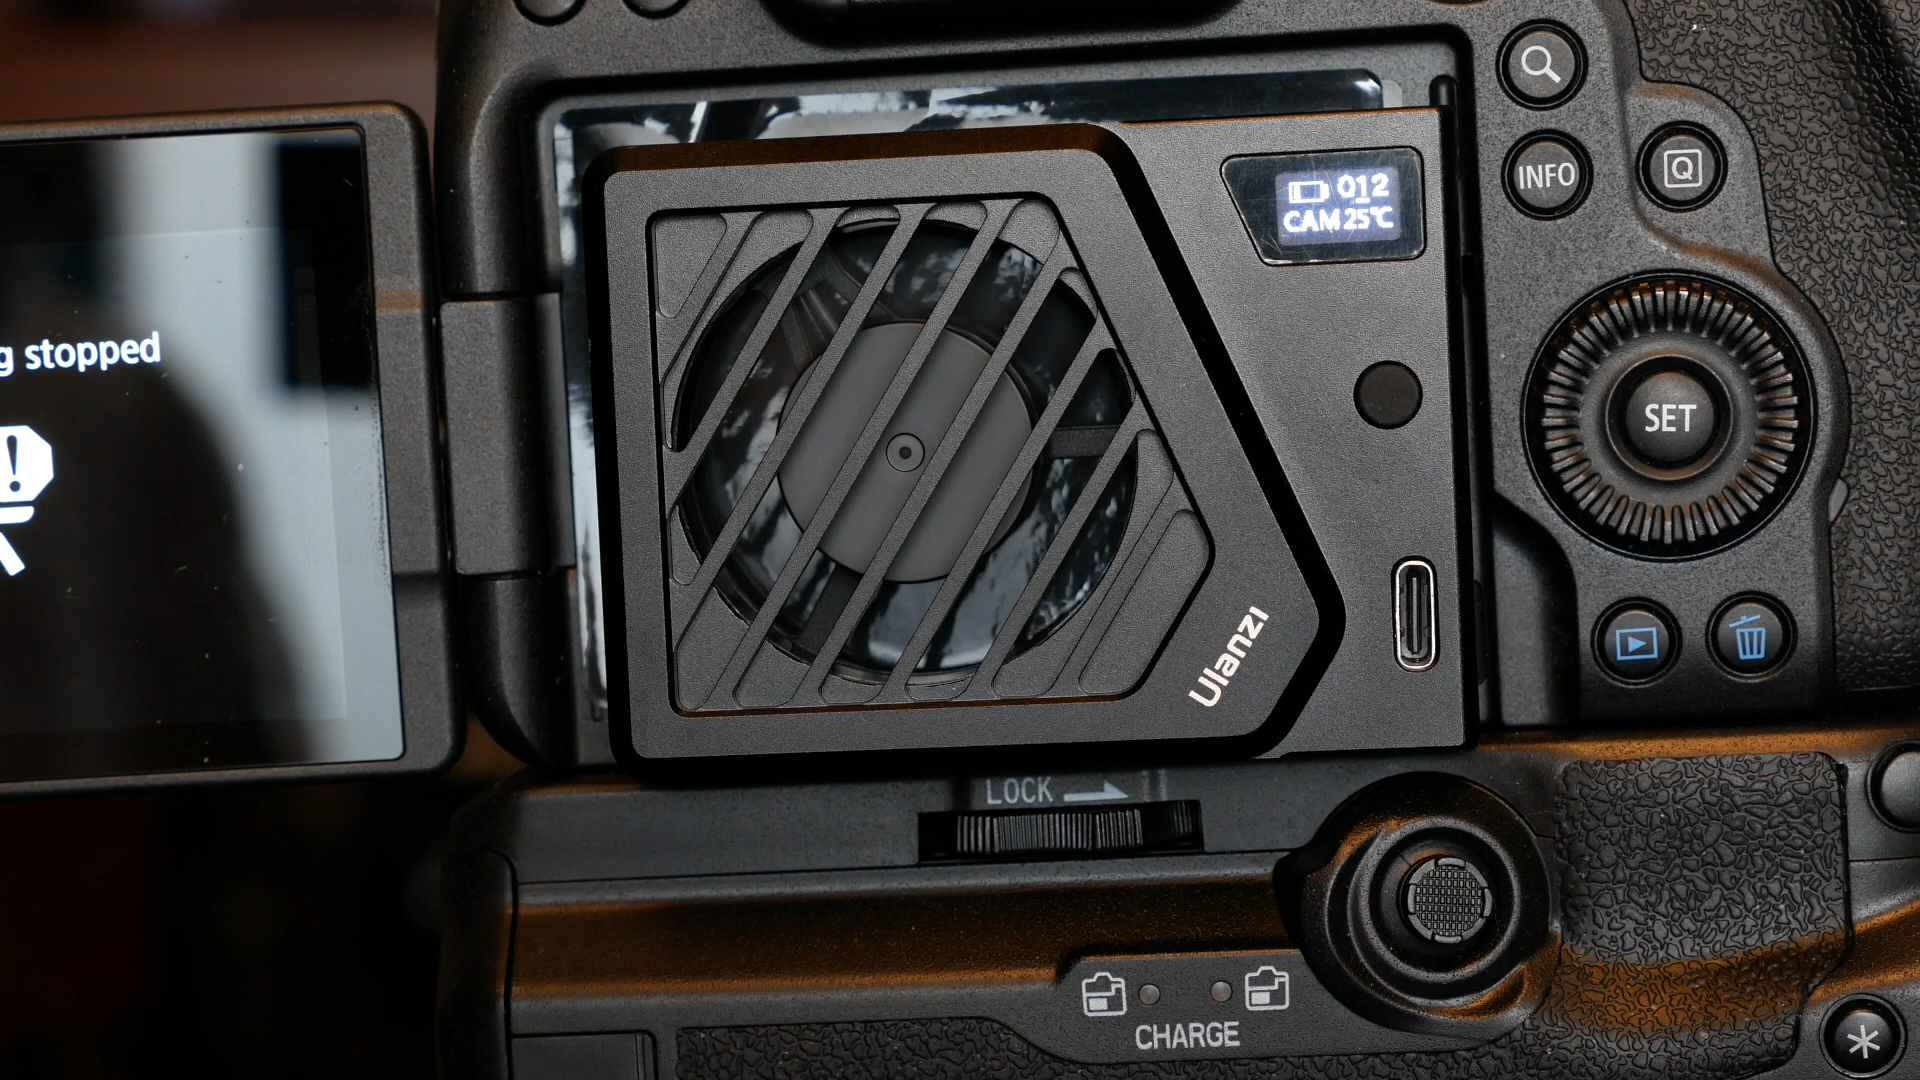 g stopped
012
CAM 25℃
Ulanzi
INFO
Q
SET
LOCK
CHARGE